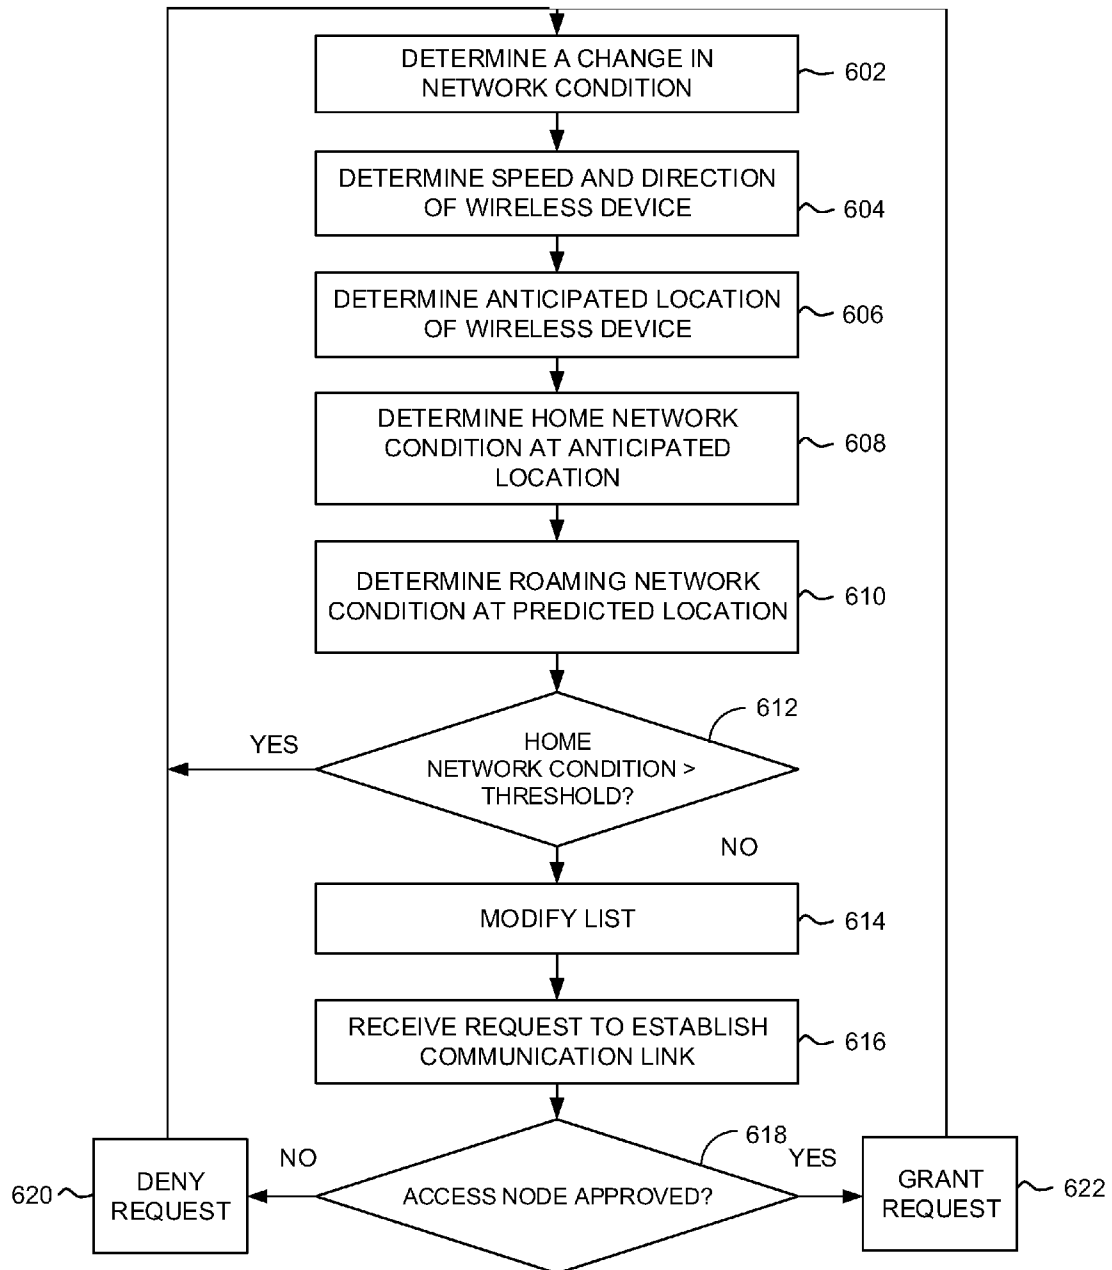 DETERMINE A CHANGE IN
NETWORK CONDITION
602
DETERMINE SPEED AND DIRECTION
OF WIRELESS DEVICE
604
DETERMINE ANTICIPATED LOCATION
OF WIRELESS DEVICE
606
DETERMINE HOME NETWORK
CONDITION AT ANTICIPATED
LOCATION
608
DETERMINE ROAMING NETWORK
CONDITION AT PREDICTED LOCATION
610
612
YES
HOME
NETWORK CONDITION >
THRESHOLD?
NO
MODIFY LIST
614
RECEIVE REQUEST TO ESTABLISH
COMMUNICATION LINK
616
618
NO
YES
ACCESS NODE APPROVED?
620
DENY
REQUEST
GRANT
REQUEST
622